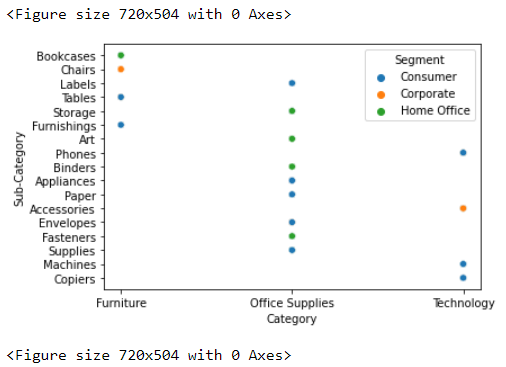 <Figure size 720x504 with 0 Axes>
Segment
Consumer
Corporate
Home Office
Sub-Category
Bookcases
Chairs
Labels
Tables
Storage
Furnishings
Art
Phones
Binders
Appliances
Paper
Accessories
Envelopes
Fasteners
Supplies
Machines
Copiers
Furniture Office Supplies Technology
Category
<Figure size 720x504 with 0 Axes>